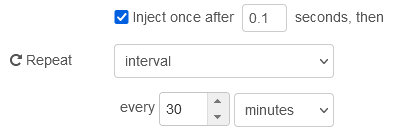 Inject once after 0.1 seconds, then
Repeat interval
every 30 minutes